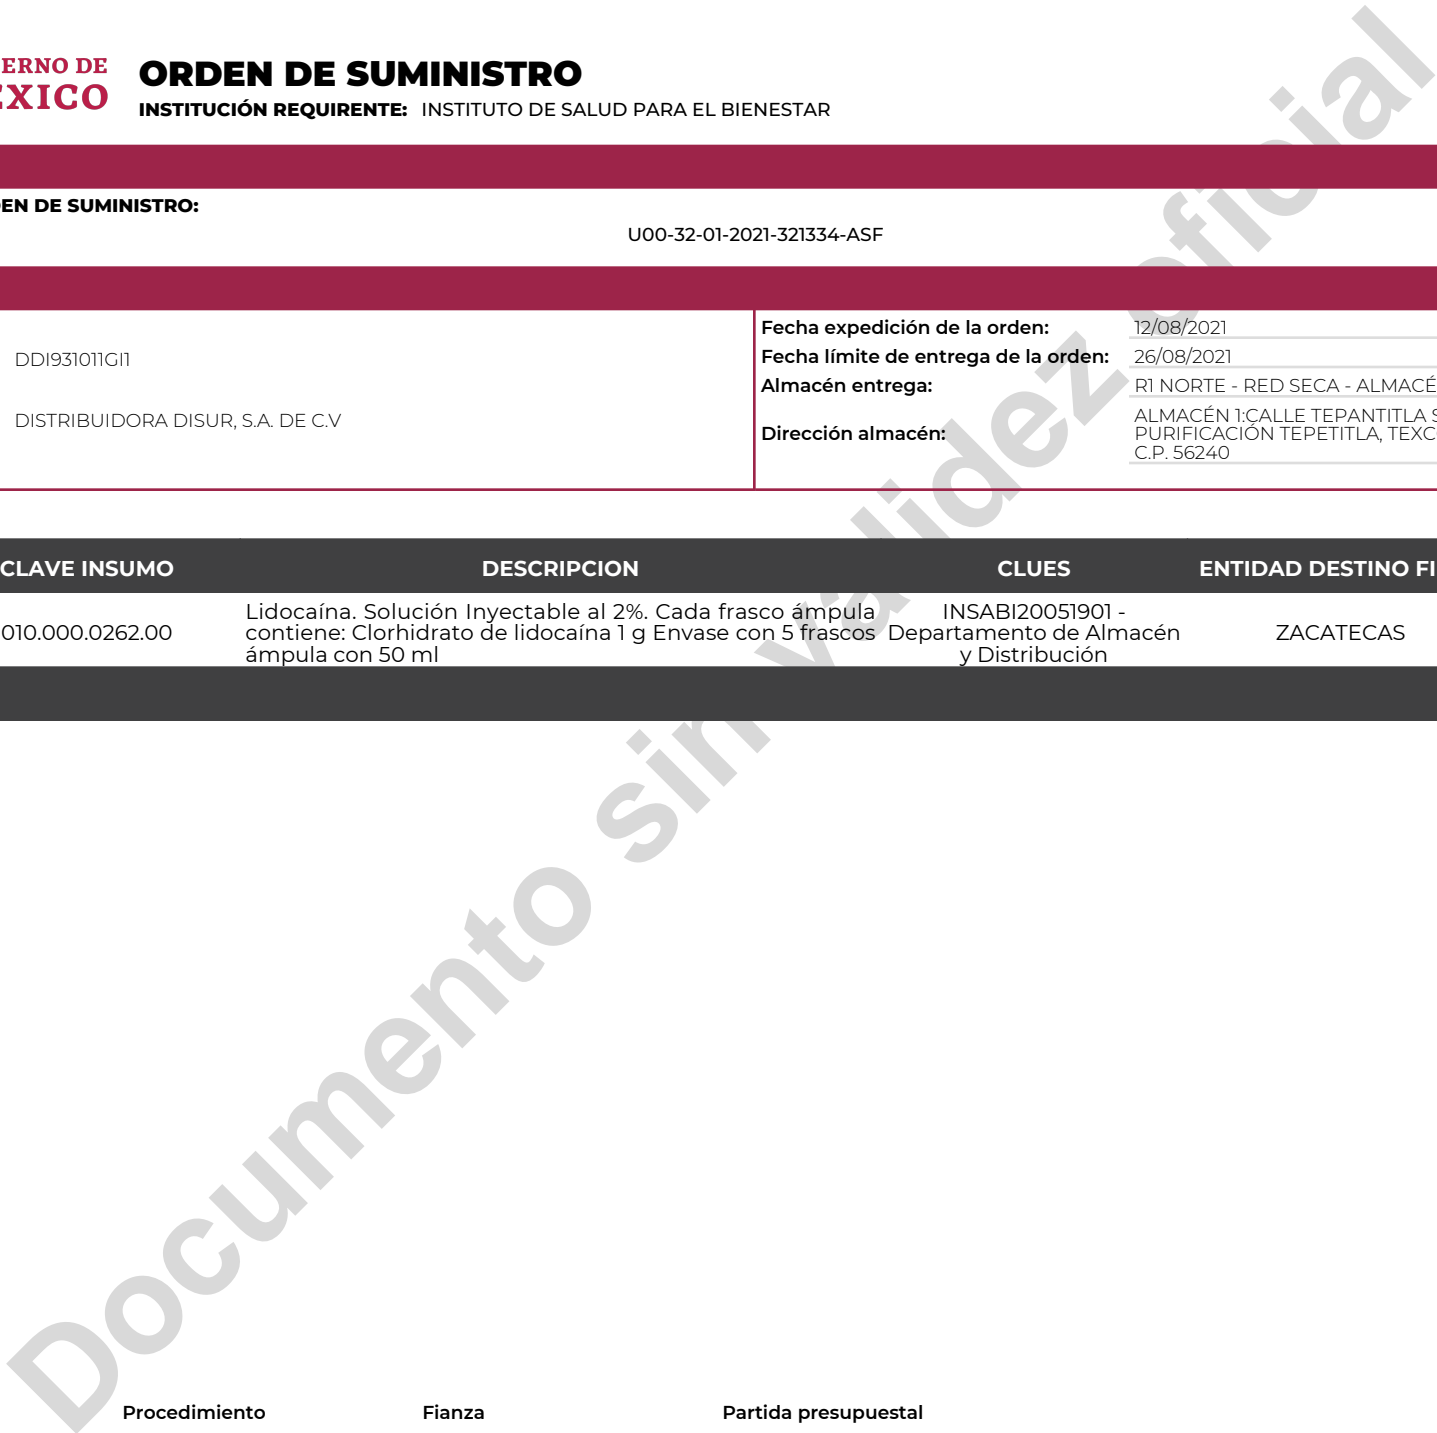 ERNO DE
EXICO
ORDEN DE SUMINISTRO
INSTITUCIÓN REQUIRENTE: INSTITUTO DE SALUD PARA EL BIENESTAR
EN DE SUMINISTRO:
U00-32-01-2021-321334-ASF
DDI931011GI1
DISTRIBUIDORA DISUR, S.A. DE C.V
Fecha expedición de la orden: 12/08/2021
Fecha límite de entrega de la orden: 26/08/2021
Almacén entrega: R1 NORTE - RED SECA - ALMACÉ
Dirección almacén:
ALMACÉN 1:CALLE TEPANTITLA S
PURIFICACIÓN TEPETITLA, TEXC
C.P. 56240
CLAVE INSUMO DESCRIPCION CLUES ENTIDAD DESTINO FI
010.000.0262.00
Lidocaína. Solución Inyectable al 2%. Cada frasco ámpula
contiene: Clorhidrato de lidocaína 1 g Envase con 5 frascos
ámpula con 50 ml
INSABI20051901 -
Departamento de Almacén
y Distribución
ZACATECAS
Documento sin validez oficial
Procedimiento Fianza Partida presupuestal